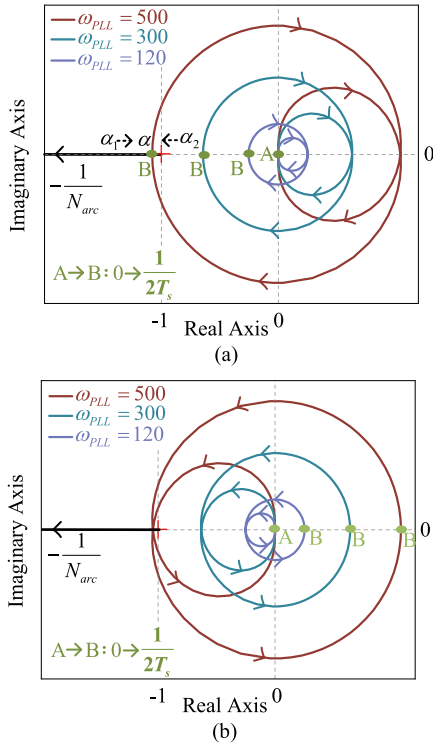 ω_PLL = 500
ω_PLL = 300
ω_PLL = 120
α₁⇢ α ⇠α₂
A
B B B
0
−1/N_arc
A→B: 0→1/2T_s
-1 0
Imaginary Axis
Real Axis
(a)
ω_PLL = 500
ω_PLL = 300
ω_PLL = 120
0
A B B B
−1/N_arc
A→B: 0→1/2T_s
-1 0
Imaginary Axis
Real Axis
(b)